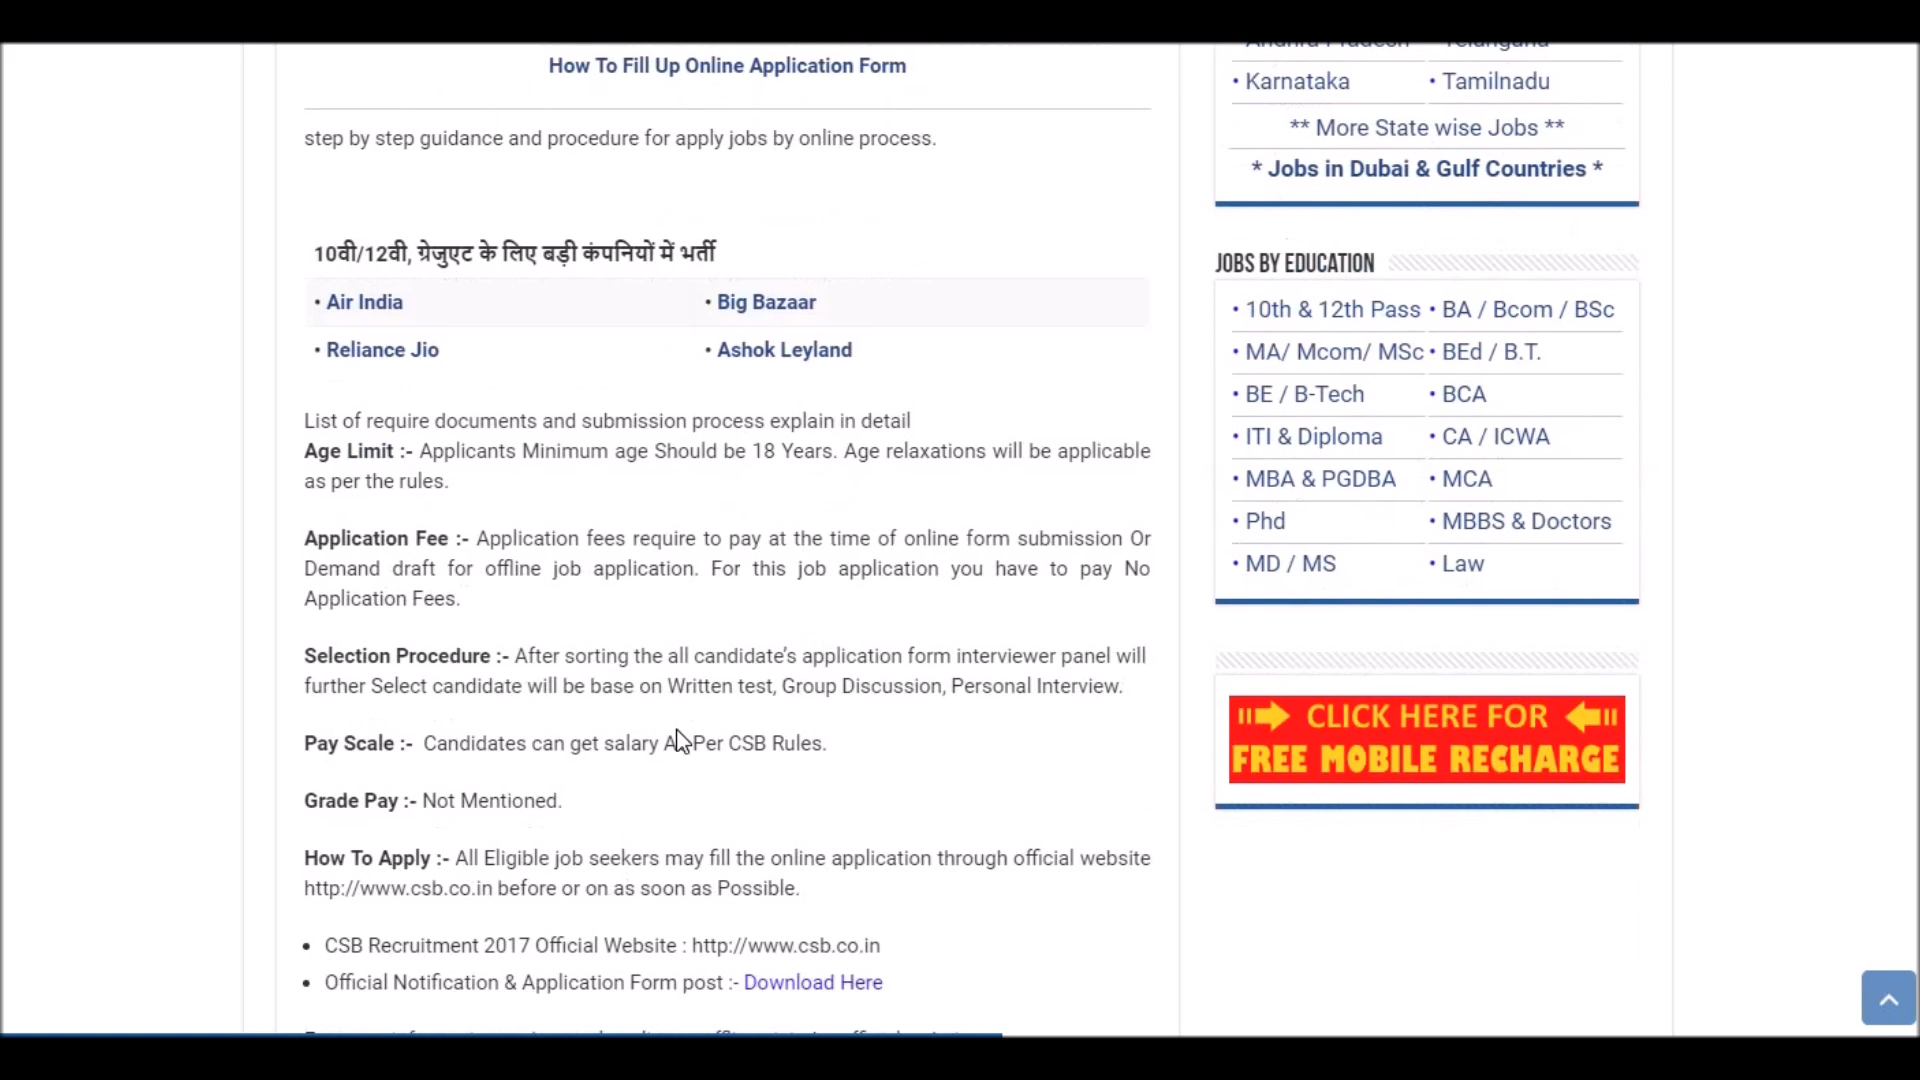 How To Fill Up Online Application Form
step by step guidance and procedure for apply jobs by online process.
10वी/12वी, ग्रेजुएट के लिए बड़ी कंपनियों में भर्ती
• Air India
• Big Bazaar
• Reliance Jio
• Ashok Leyland
List of require documents and submission process explain in detail
Age Limit :- Applicants Minimum age Should be 18 Years. Age relaxations will be applicable
as per the rules.
Application Fee :- Application fees require to pay at the time of online form submission Or
Demand draft for offline job application. For this job application you have to pay No
Application Fees.
Selection Procedure :- After sorting the all candidate’s application form interviewer panel will
further Select candidate will be base on Written test, Group Discussion, Personal Interview.
Pay Scale :- Candidates can get salary Per CSB Rules.
Grade Pay :- Not Mentioned.
How To Apply :- All Eligible job seekers may fill the online application through official website
http://www.csb.co.in before or on as soon as Possible.
• CSB Recruitment 2017 Official Website : http://www.csb.co.in
• Official Notification & Application Form post :- Download Here
Andhra Pradesh • Telangana
• Karnataka • Tamilnadu
** More State wise Jobs **
* Jobs in Dubai & Gulf Countries *
JOBS BY EDUCATION
• 10th & 12th Pass • BA / Bcom / BSc
• MA/ Mcom/ MSc • BEd / B.T.
• BE / B-Tech • BCA
• ITI & Diploma • CA / ICWA
• MBA & PGDBA • MCA
• Phd • MBBS & Doctors
• MD / MS • Law
CLICK HERE FOR
FREE MOBILE RECHARGE